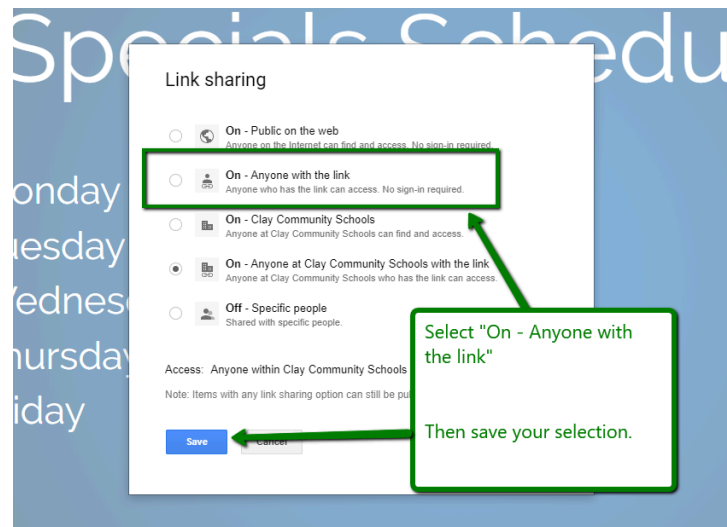 Specials Schedu
Link sharing
On - Public on the web
Anyone on the Internet can find and access. No sign-in required.
On - Anyone with the link
Anyone who has the link can access. No sign-in required.
onday
On - Clay Community Schools
Anyone at Clay Community Schools can find and access.
uesday
On - Anyone at Clay Community Schools with the link
Anyone at Clay Community Schools who has the link can access.
ednes
Off - Specific people
Shared with specific people.
Select "On - Anyone with
the link"
hursday
Access: Anyone within Clay Community Schools
Note: Items with any link sharing option can still be pu
iday
Then save your selection.
Save
Cancel